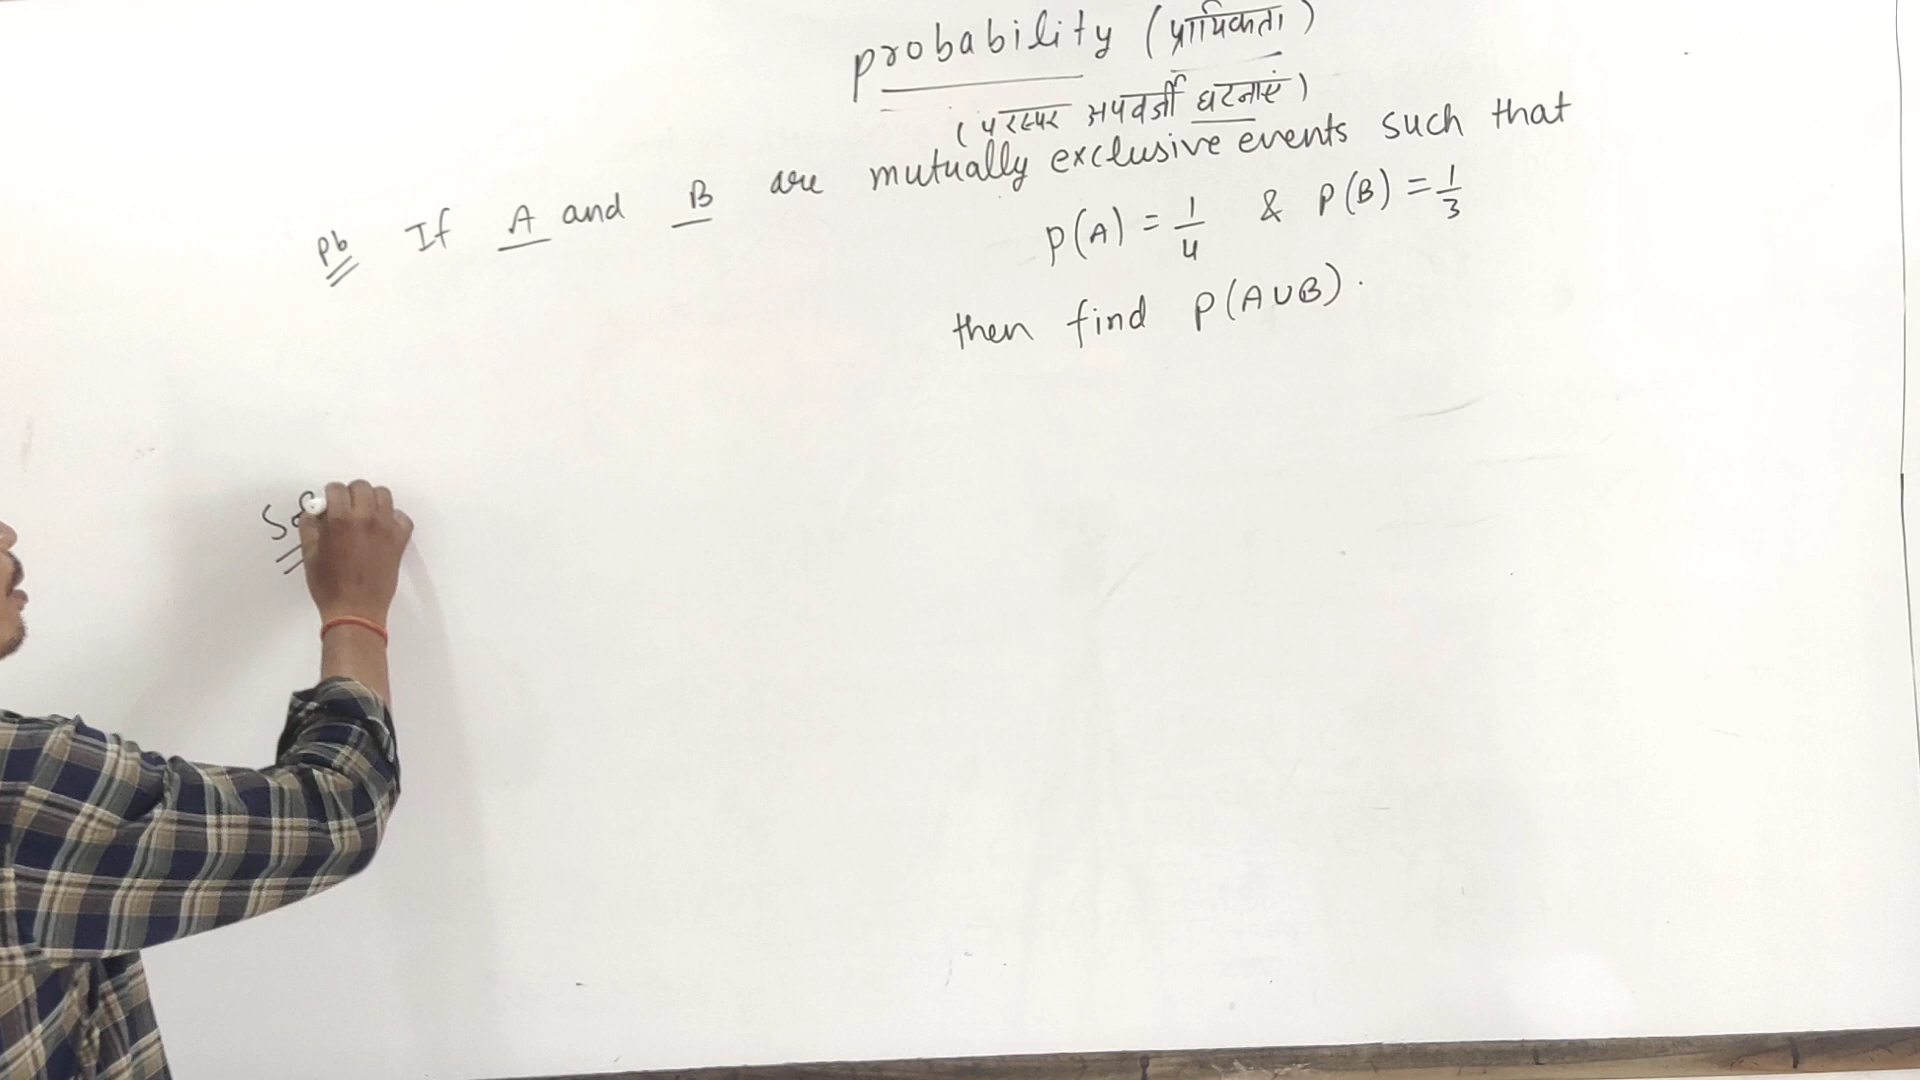 probability (प्रायिकता)
(परस्पर अपवर्जी घटनाएं)
Pb If A and B are mutually exclusive events such that
P(A) = 1/4 & P(B) = 1/3
then find P(A∪B).